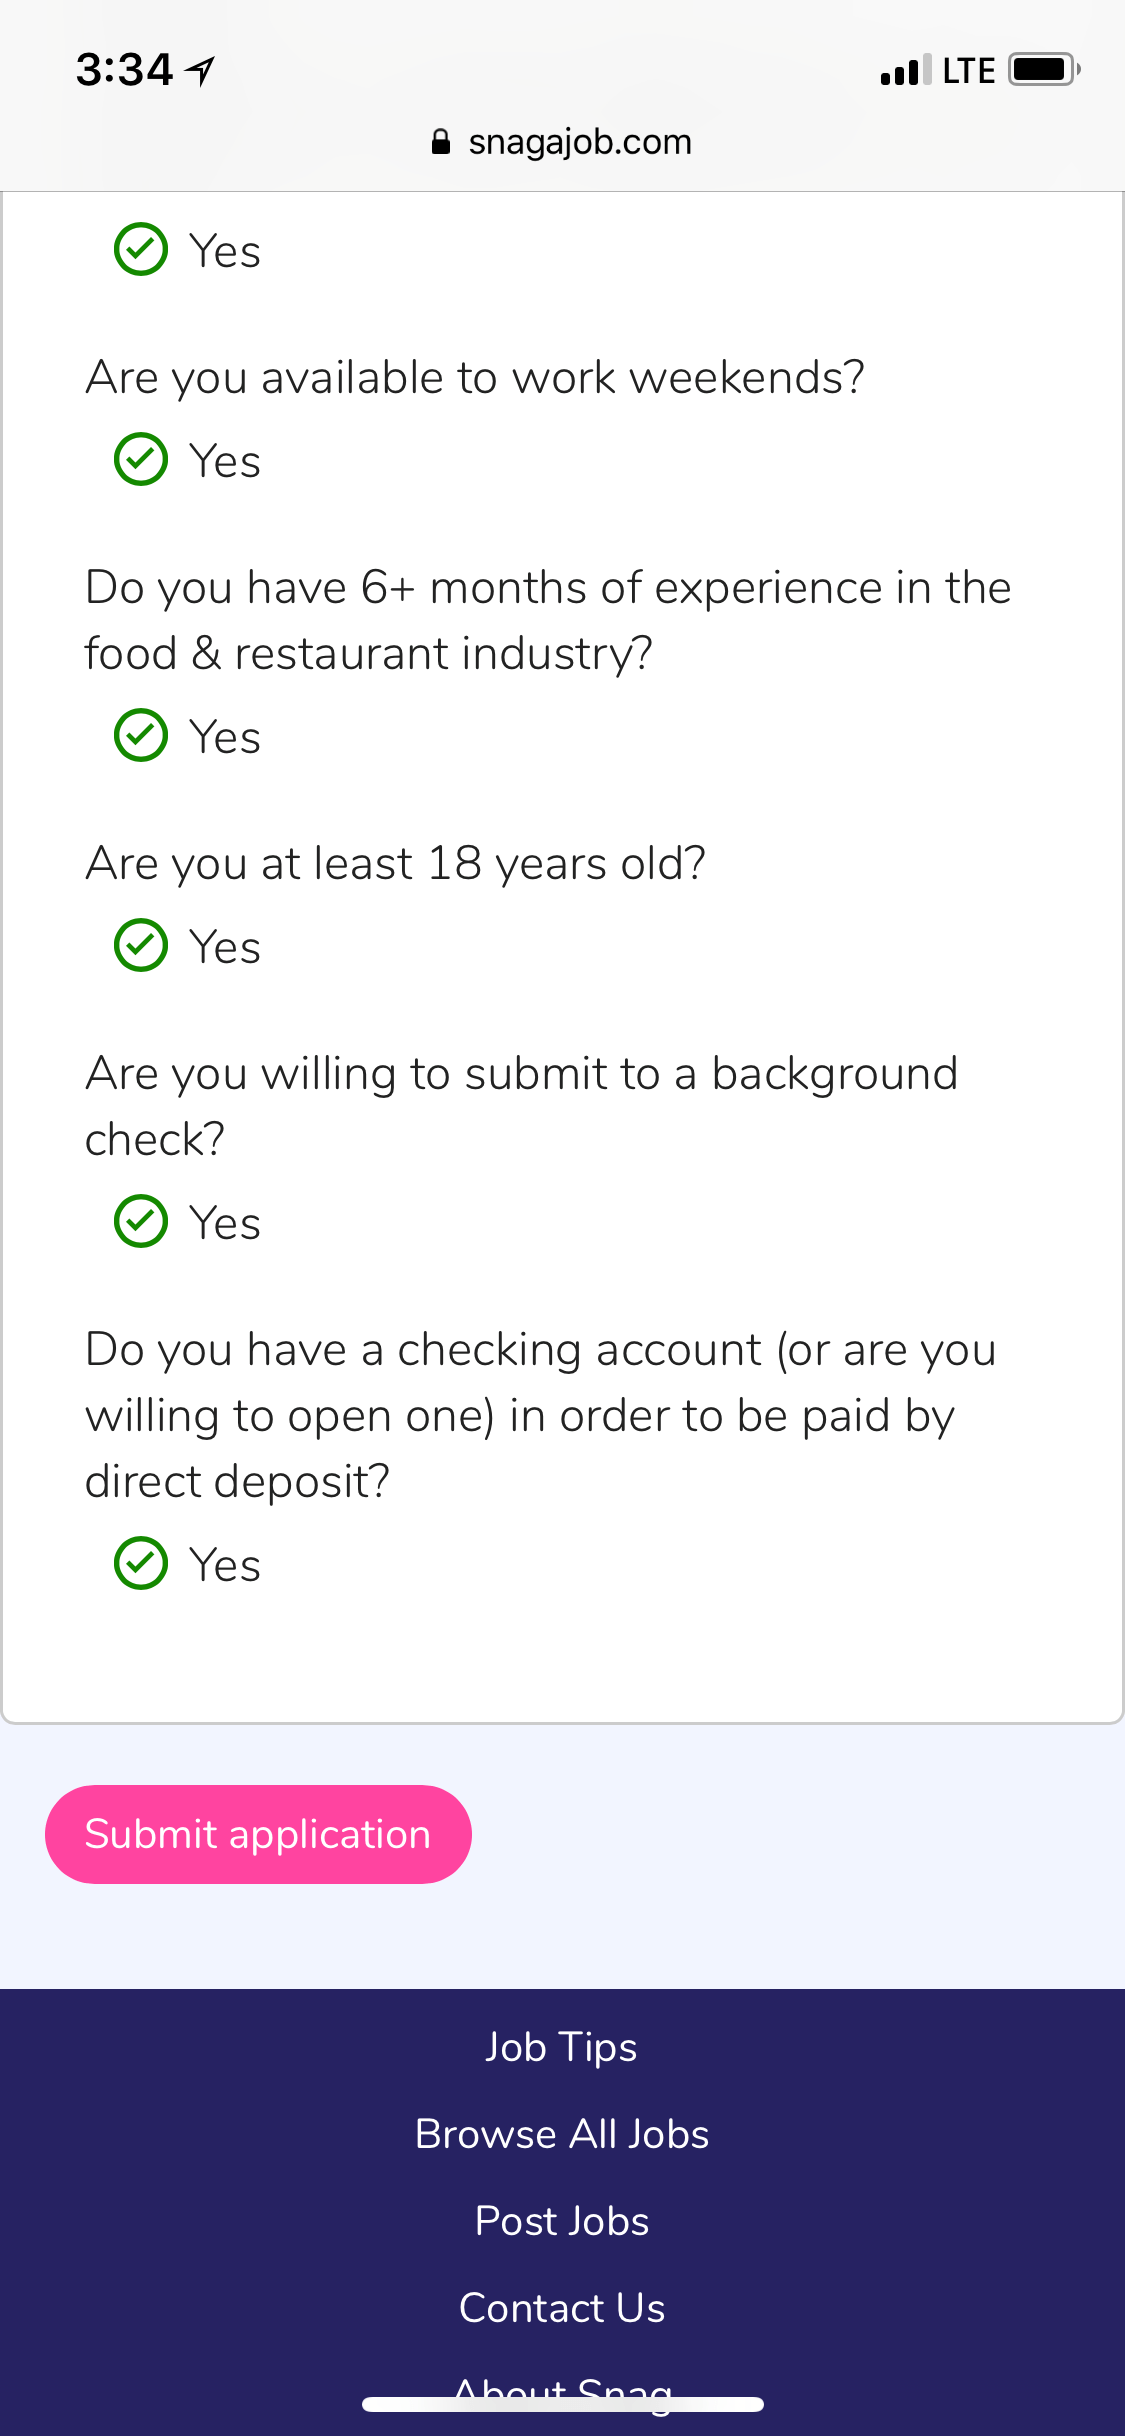 3:34
LTE
snagajob.com
Yes
Are you available to work weekends?
Yes
Do you have 6+ months of experience in the
food & restaurant industry?
Yes
Are you at least 18 years old?
Yes
Are you willing to submit to a background
check?
Yes
Do you have a checking account (or are you
willing to open one) in order to be paid by
direct deposit?
Yes
Submit application
Job Tips
Browse All Jobs
Post Jobs
Contact Us
About Snag